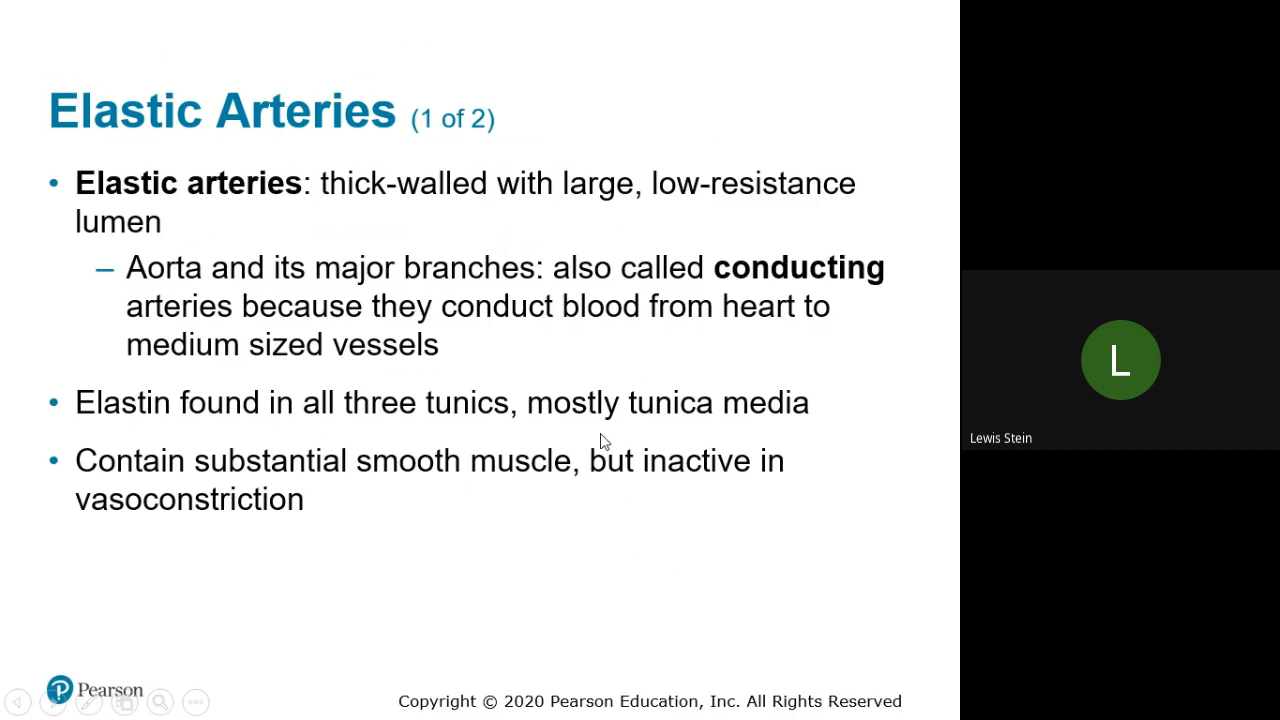 Elastic Arteries (1 of 2)
• Elastic arteries: thick-walled with large, low-resistance
lumen
– Aorta and its major branches: also called conducting
arteries because they conduct blood from heart to
medium sized vessels
• Elastin found in all three tunics, mostly tunica media
• Contain substantial smooth muscle, but inactive in
vasoconstriction
L
Lewis Stein
P Pearson
Copyright © 2020 Pearson Education, Inc. All Rights Reserved